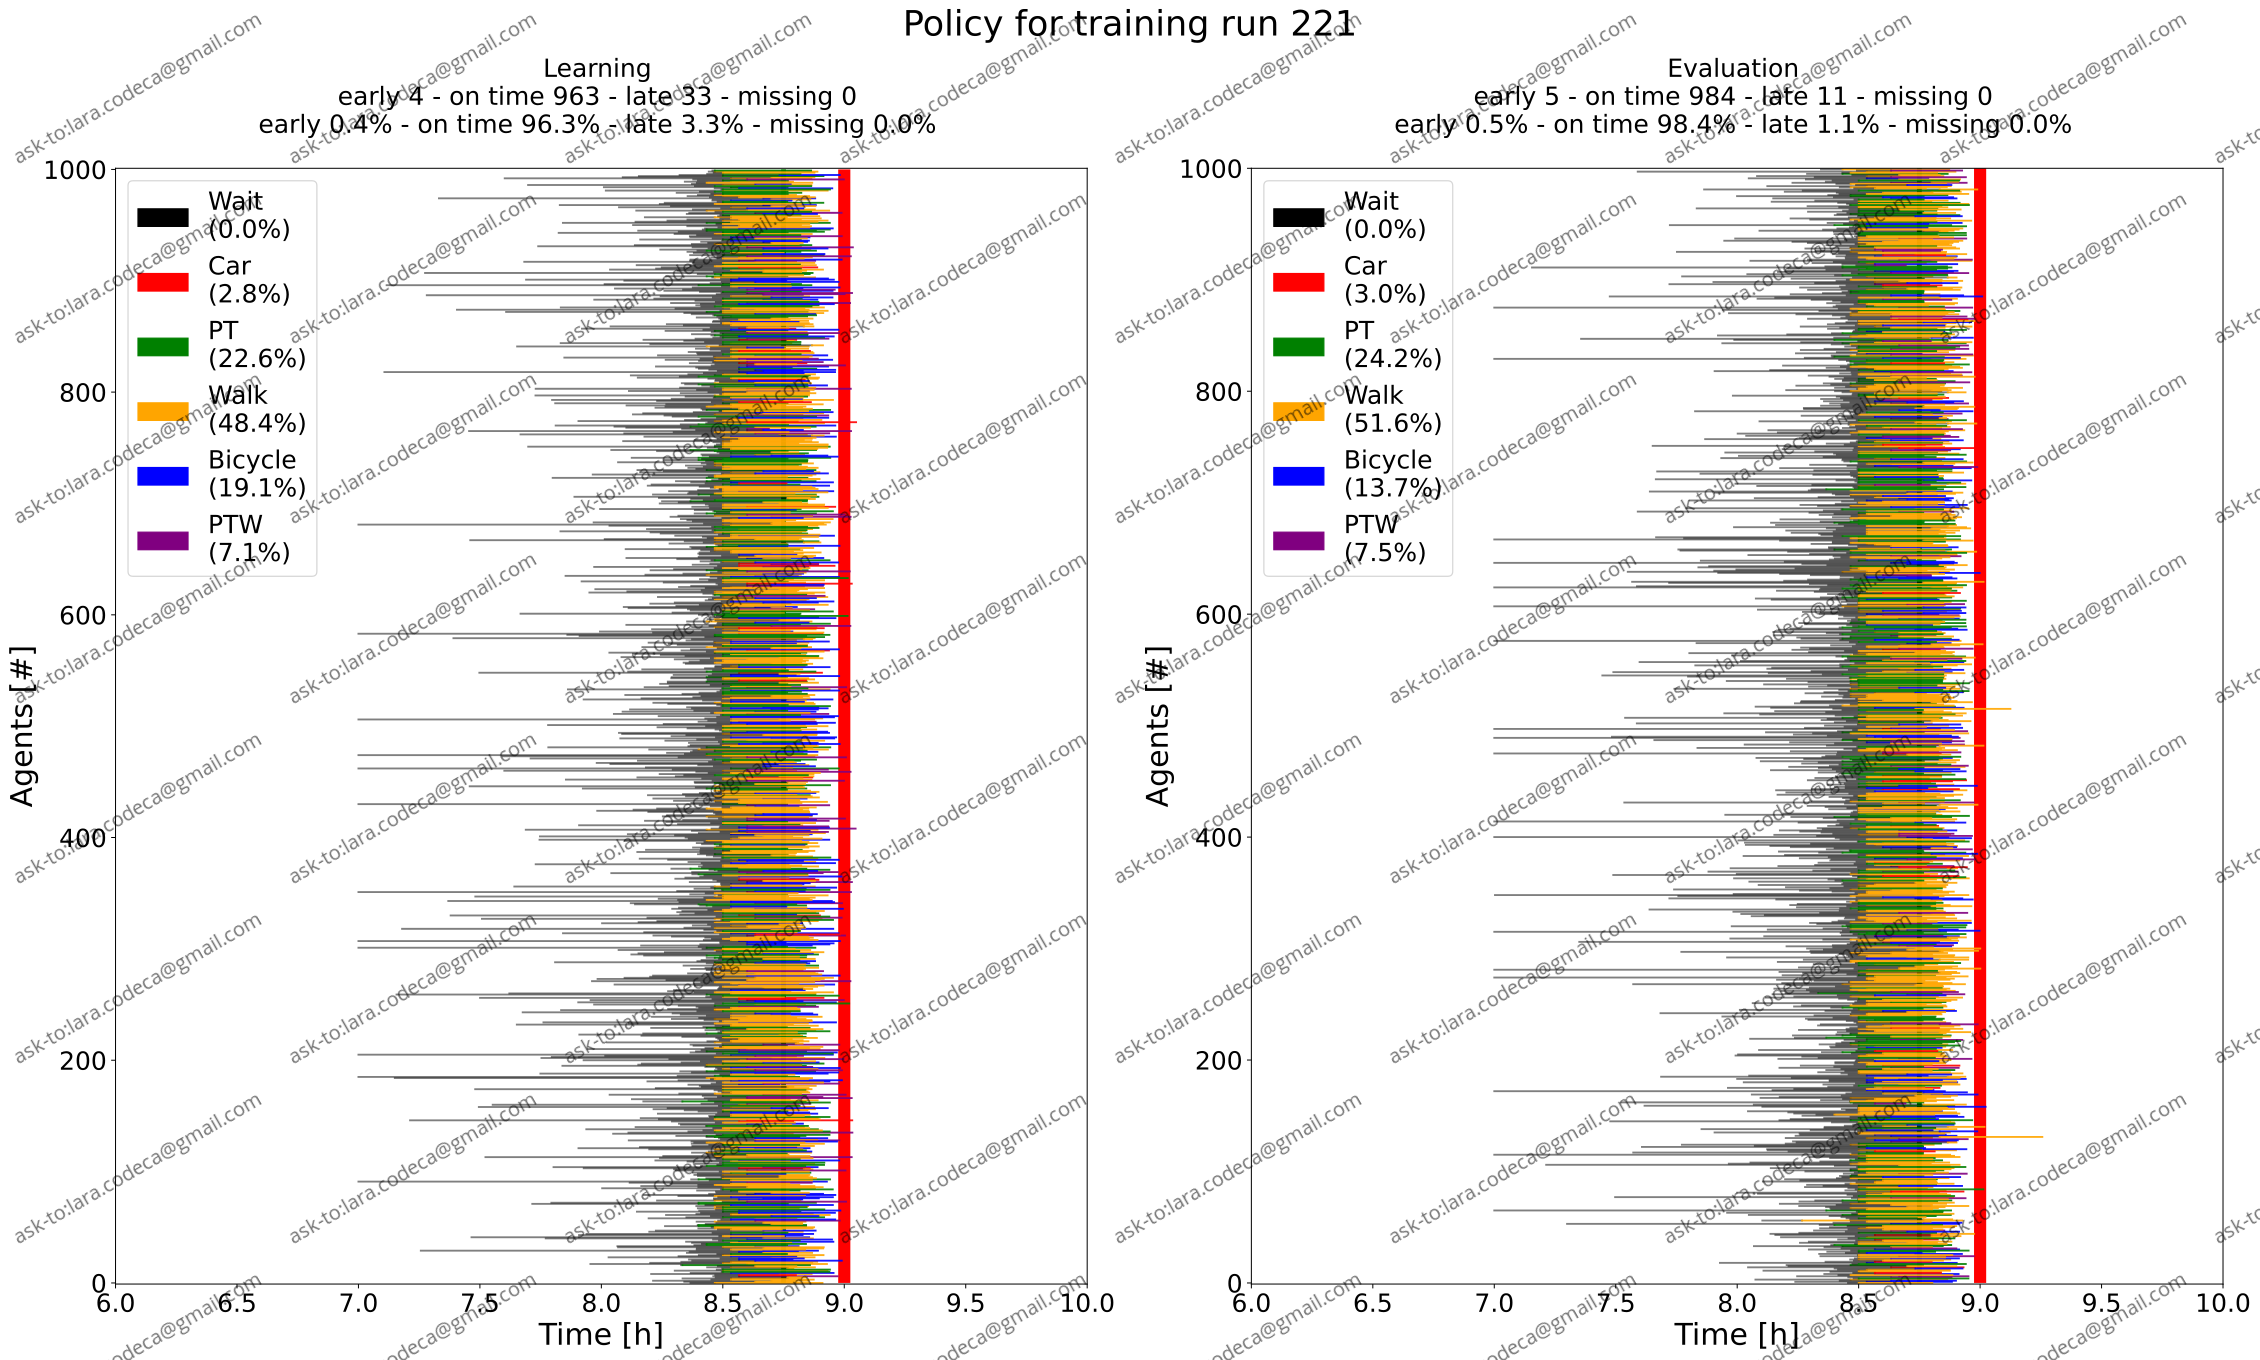 Policy for training run 221
Learning
early 4 - on time 963 - late 33 - missing 0
early 0.4% - on time 96.3% - late 3.3% - missing 0.0%
Agents [#]
1000
800
600
400
200
0
Wait
(0.0%)
Car
(2.8%)
PT
(22.6%)
Walk
(48.4%)
Bicycle
(19.1%)
PTW
(7.1%)
6.0 6.5 7.0 7.5 8.0 8.5 9.0 9.5 10.0
Time [h]
Evaluation
early 5 - on time 984 - late 11 - missing 0
early 0.5% - on time 98.4% - late 1.1% - missing 0.0%
Agents [#]
1000
800
600
400
200
0
Wait
(0.0%)
Car
(3.0%)
PT
(24.2%)
Walk
(51.6%)
Bicycle
(13.7%)
PTW
(7.5%)
6.0 6.5 7.0 7.5 8.0 8.5 9.0 9.5 10.0
Time [h]
ask-to:lara.codeca@gmail.com